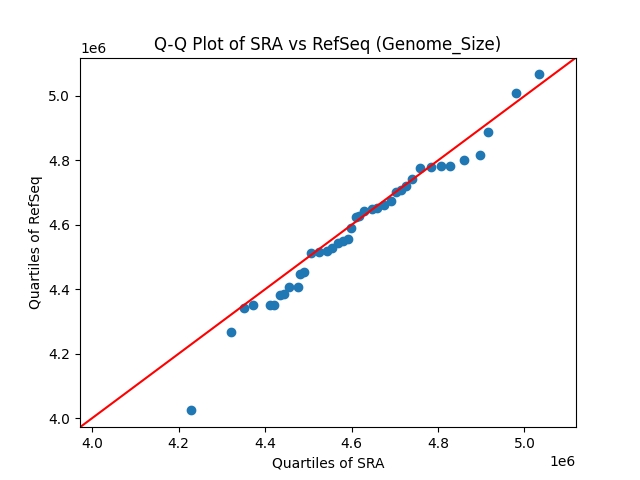 Q-Q Plot of SRA vs RefSeq (Genome_Size)
1e6
Quartiles of RefSeq
5.0
4.8
4.6
4.4
4.2
4.0
4.0 4.2 4.4 4.6 4.8 5.0
Quartiles of SRA
1e6